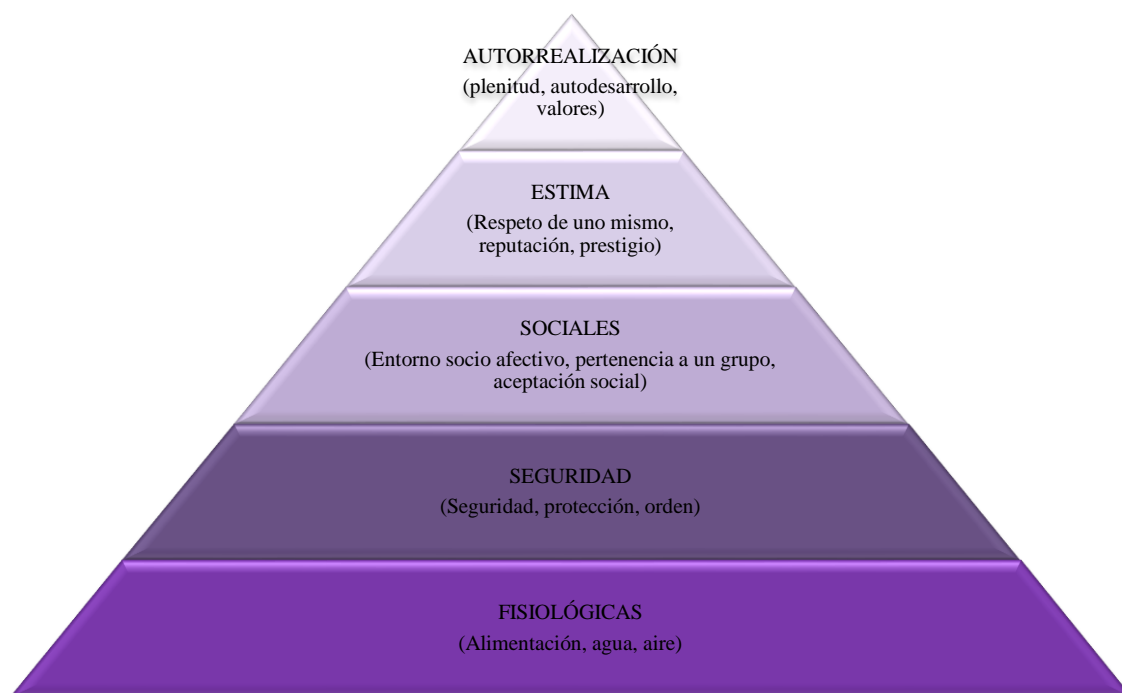 AUTORREALIZACIÓN
(plenitud, autodesarrollo,
valores)
ESTIMA
(Respeto de uno mismo,
reputación, prestigio)
SOCIALES
(Entorno socio afectivo, pertenencia a un grupo,
aceptación social)
SEGURIDAD
(Seguridad, protección, orden)
FISIOLÓGICAS
(Alimentación, agua, aire)